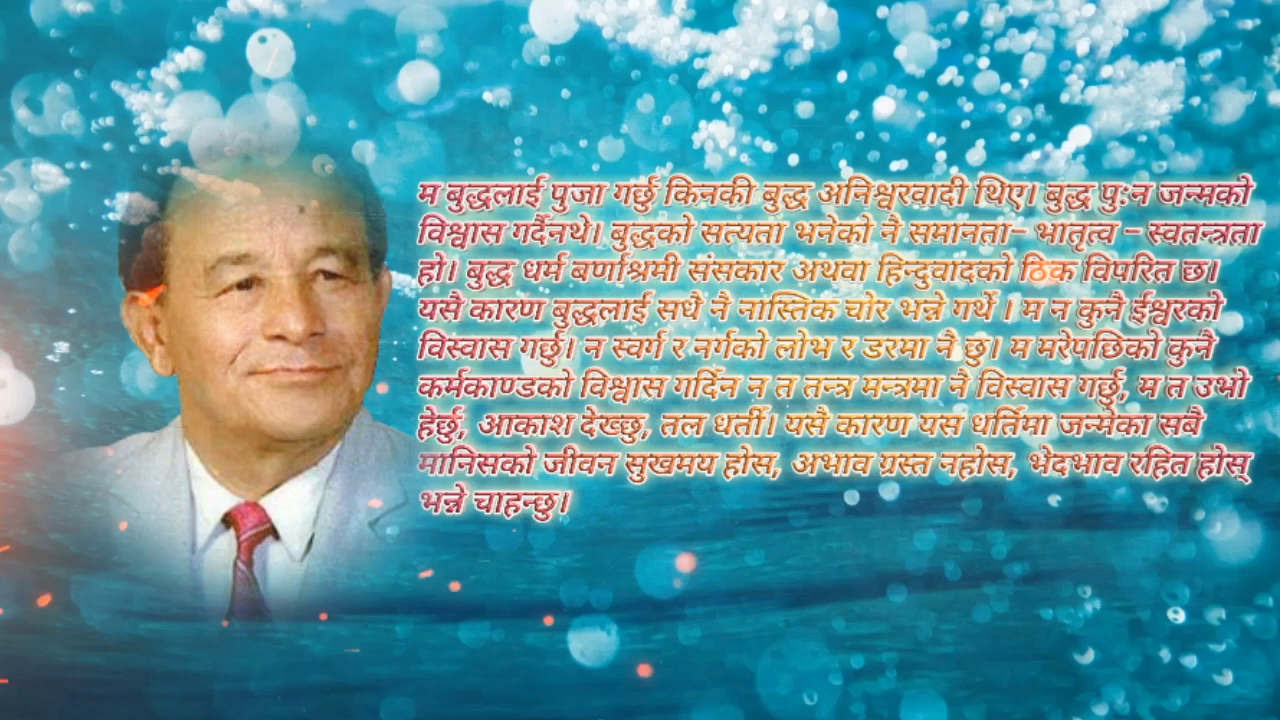 म बुद्धलाई पुजा गर्छु किनकी बुद्ध अनिश्वरवादी थिए। बुद्ध पु:न जन्मको
विश्वास गर्दैनथे। बुद्धको सत्यता भनेको नै समानता– भातृत्व – स्वतन्त्रता
हो। बुद्ध धर्म बर्णाश्रमी संसकार अथवा हिन्दुवादको ठिक विपरित छ।
यसै कारण बुद्धलाई सधै नै नास्तिक चोर भन्ने गर्थे । म न कुनै ईश्वरको
विस्वास गर्छु। न स्वर्ग र नर्गको लोभ र डरमा नै छु। म मरेपछिको कुनै
कर्मकाण्डको विश्वास गर्दिन न त तन्त्र मन्त्रमा नै विस्वास गर्छु, म त उभो
हेर्छु, आकाश देख्छु, तल धर्ती। यसै कारण यस धर्तिमा जन्मेका सबै
मानिसको जीवन सुखमय होस, अभाव ग्रस्त नहोस, भेदभाव रहित होस्
भन्ने चाहन्छु।